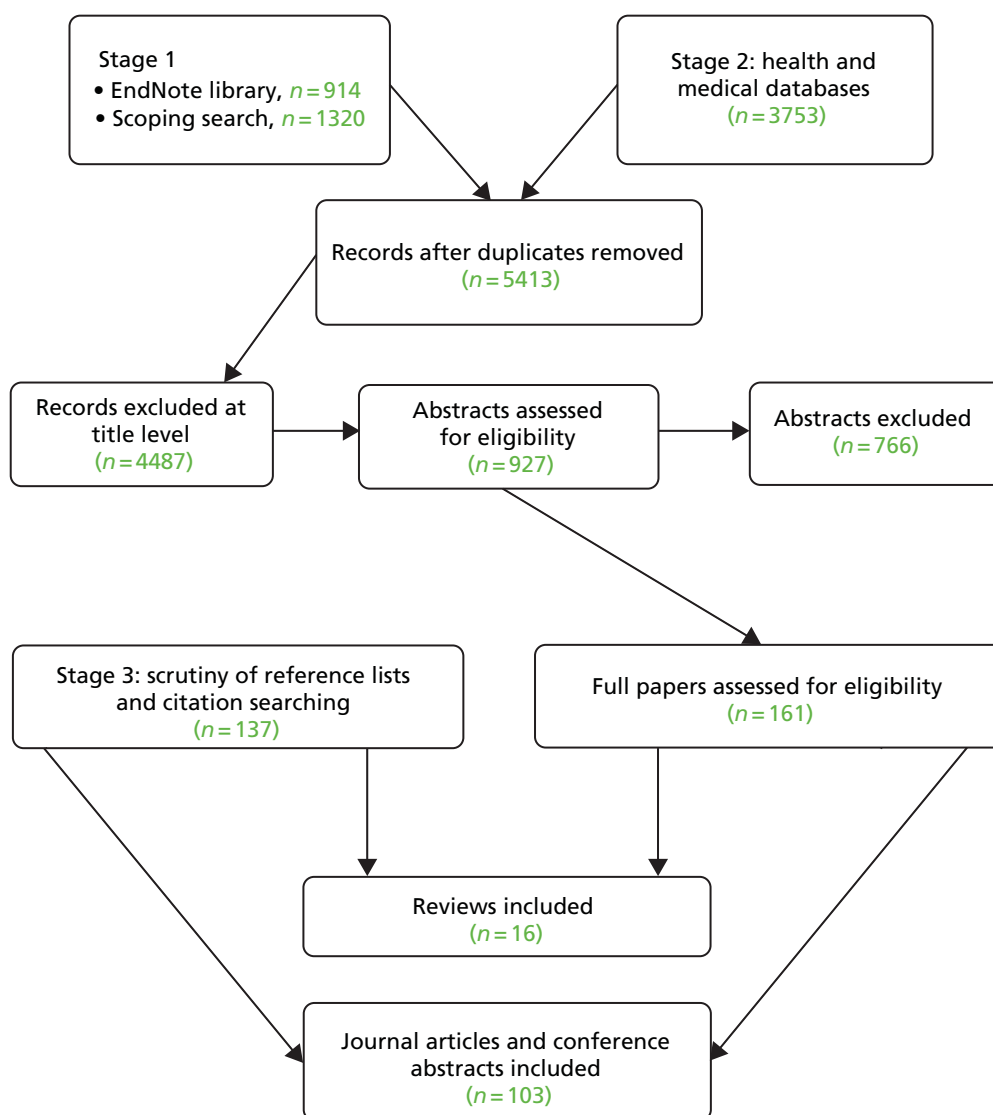 Stage 1
• EndNote library, n=914
• Scoping search, n=1320
Stage 2: health and
medical databases
(n=3753)
Records after duplicates removed
(n=5413)
Records excluded at
title level
(n=4487)
Abstracts assessed
for eligibility
(n=927)
Abstracts excluded
(n=766)
Stage 3: scrutiny of reference lists
and citation searching
(n=137)
Full papers assessed for eligibility
(n=161)
Reviews included
(n=16)
Journal articles and conference
abstracts included
(n=103)